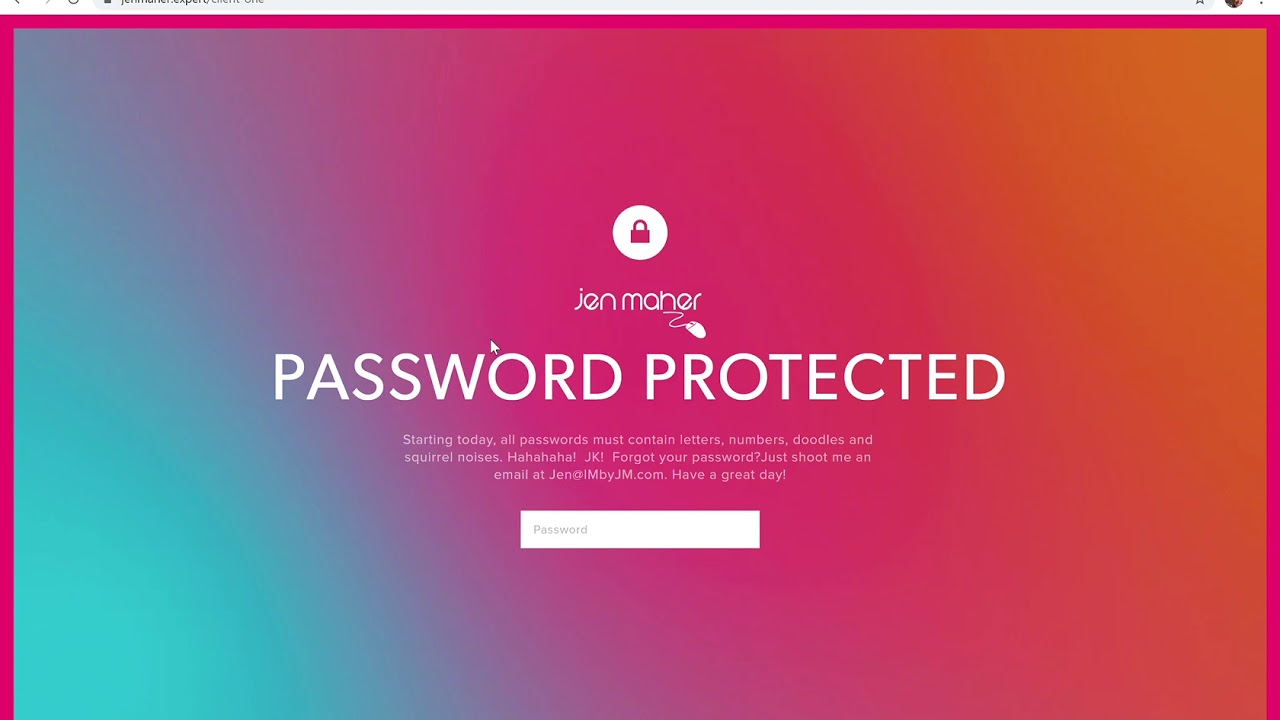 jenmaher.expert/client-one
jen maher
PASSWORD PROTECTED
Starting today, all passwords must contain letters, numbers, doodles and
squirrel noises. Hahahaha!  JK!  Forgot your password?Just shoot me an
email at Jen@IMbyJM.com. Have a great day!
Password